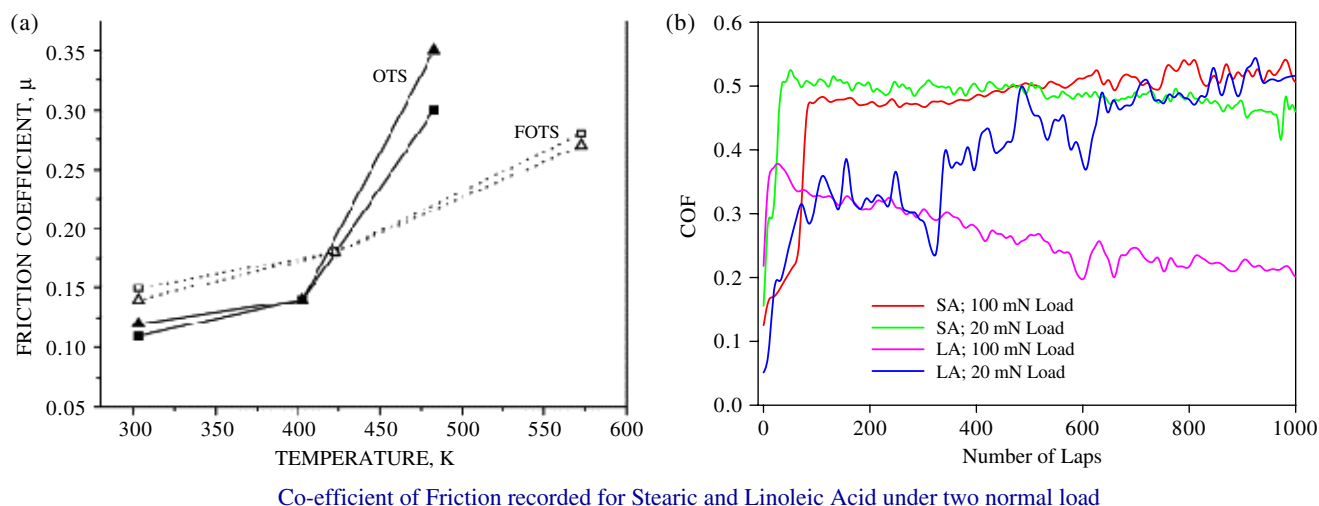 (a)
FRICTION COEFFICIENT, μ
0.35
0.30
0.25
0.20
0.15
0.10
0.05
OTS
FOTS
300 350 400 450 500 550 600
TEMPERATURE, K
(b)
COF
0.6
0.5
0.4
0.3
0.2
0.1
0.0
SA; 100 mN Load
SA; 20 mN Load
LA; 100 mN Load
LA; 20 mN Load
0 200 400 600 800 1000
Number of Laps
Co-efficient of Friction recorded for Stearic and Linoleic Acid under two normal load